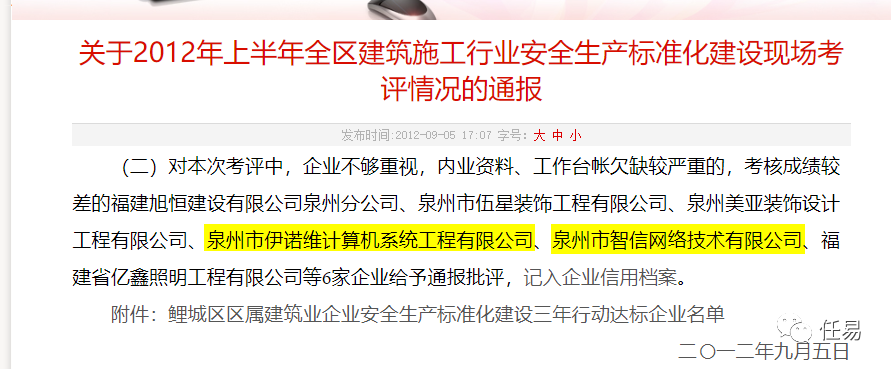 关于2012年上半年全区建筑施工行业安全生产标准化建设现场考
评情况的通报
发布时间:2012-09-05 17:07 字号: 大 中 小
（二）对本次考评中，企业不够重视，内业资料、工作台帐欠缺较严重的，考核成绩较
差的福建旭恒建设有限公司泉州分公司、泉州市伍星装饰工程有限公司、泉州美亚装饰设计
工程有限公司、泉州市伊诺维计算机系统工程有限公司、泉州市智信网络技术有限公司、福
建省亿鑫照明工程有限公司等6家企业给予通报批评，记入企业信用档案。
附件：鲤城区区属建筑业企业安全生产标准化建设三年行动达标企业名单
任易
二〇一二年九月五日